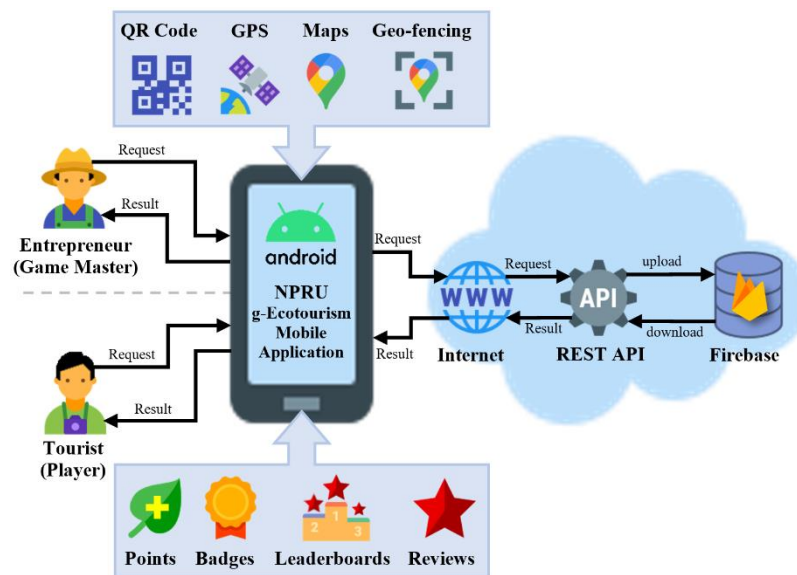 QR Code
GPS
Maps
Geo-fencing
Request
Result
Entrepreneur
(Game Master)
android
NPRU
g-Ecotourism
Mobile
Application
Request
Result
Tourist
(Player)
Request
Result
WWW
Internet
Request
Result
API
REST API
upload
download
Firebase
2
1
3
Points
Badges
Leaderboards
Reviews